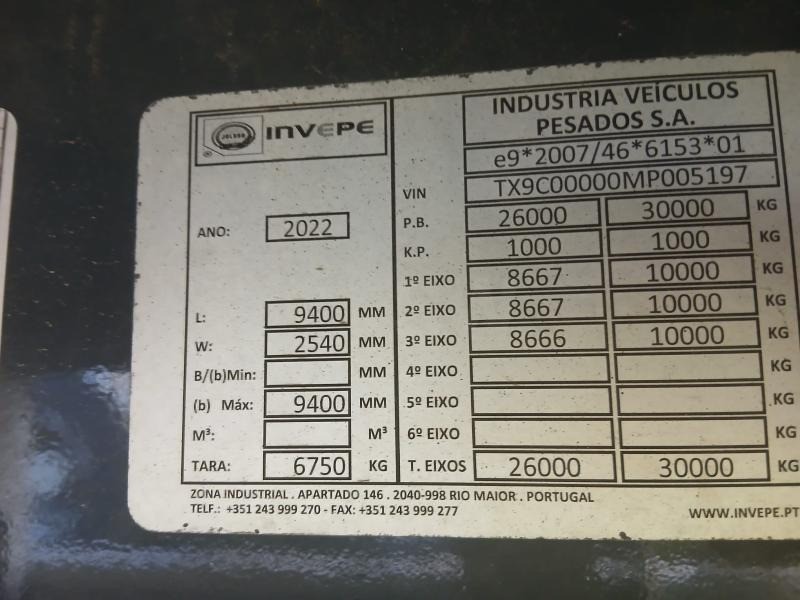 JOLUSO INVEPE
®
INDUSTRIA VEÍCULOS
PESADOS S.A.
e9*2007/46*6153*01
VIN TX9C00000MP005197
ANO: 2022
P.B. 26000 30000 KG
K.P. 1000 1000 KG
1º EIXO 8667 10000 KG
2º EIXO 8667 10000 KG
3º EIXO 8666 10000 KG
4º EIXO KG
5º EIXO KG
6º EIXO KG
T. EIXOS 26000 30000 KG
L: 9400 MM
W: 2540 MM
B/(b)Min: MM
(b) Máx: 9400 MM
M³: M³
TARA: 6750 KG
ZONA INDUSTRIAL . APARTADO 146 . 2040-998 RIO MAIOR . PORTUGAL
TELF.: +351 243 999 270 - FAX: +351 243 999 277
WWW.INVEPE.PT